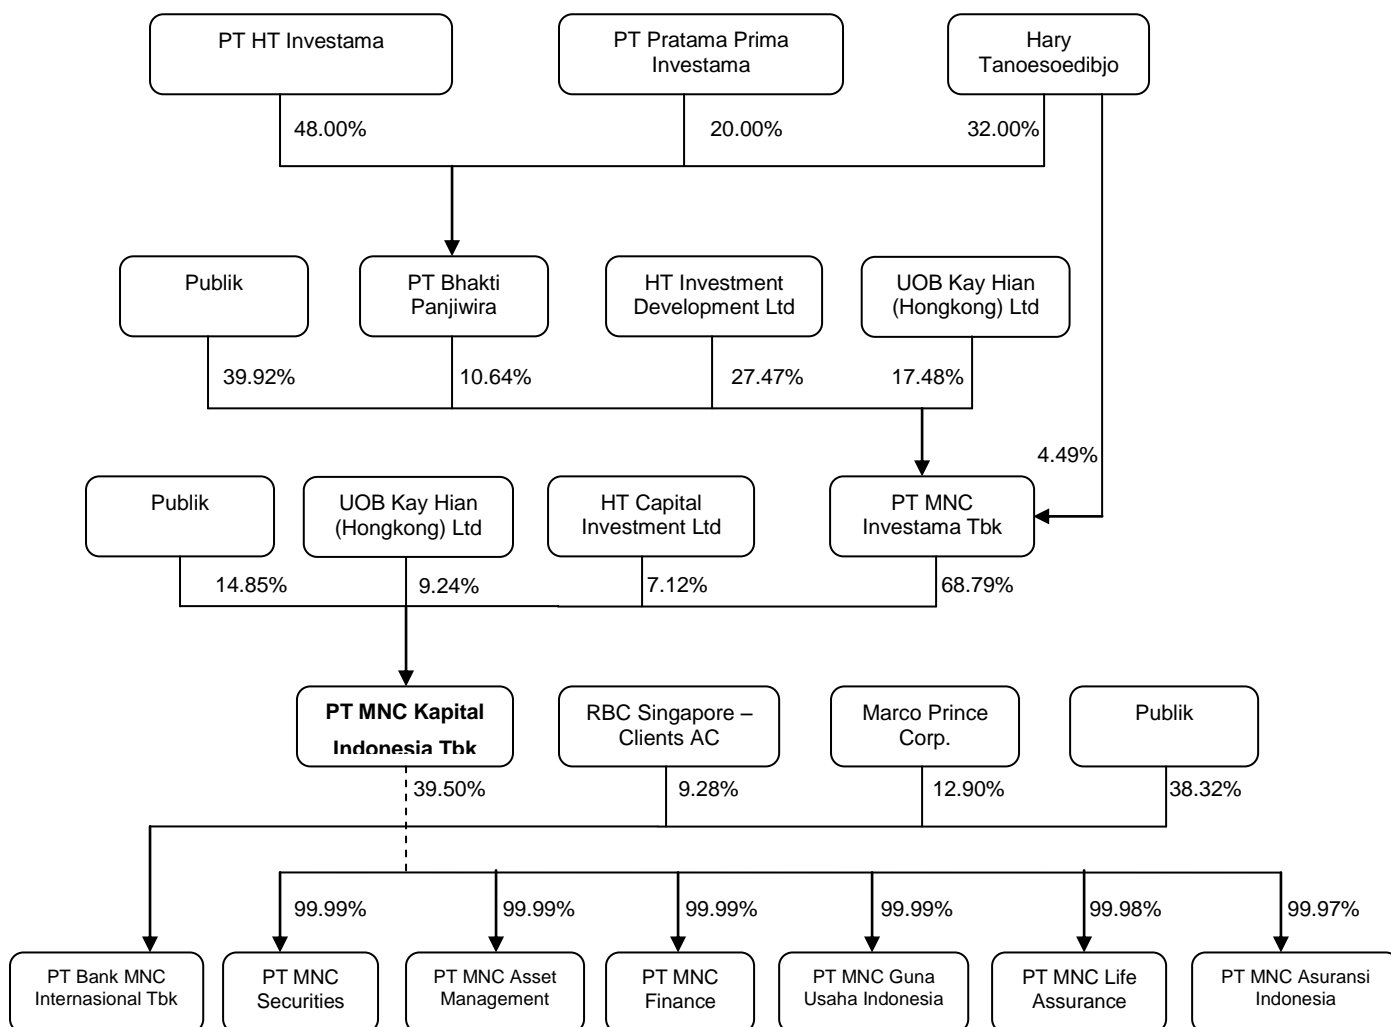 PT HT Investama
PT Pratama Prima
Investama
Hary
Tanoesoedibjo
48.00%
20.00%
32.00%
Publik
PT Bhakti
Panjiwira
HT Investment
Development Ltd
UOB Kay Hian
(Hongkong) Ltd
39.92%
10.64%
27.47%
17.48%
4.49%
Publik
UOB Kay Hian
(Hongkong) Ltd
HT Capital
Investment Ltd
PT MNC
Investama Tbk
14.85%
9.24%
7.12%
68.79%
PT MNC Kapital
Indonesia Tbk
RBC Singapore –
Clients AC
Marco Prince
Corp.
Publik
39.50%
9.28%
12.90%
38.32%
99.99%
99.99%
99.99%
99.99%
99.98%
99.97%
PT Bank MNC
Internasional Tbk
PT MNC
Securities
PT MNC Asset
Management
PT MNC
Finance
PT MNC Guna
Usaha Indonesia
PT MNC Life
Assurance
PT MNC Asuransi
Indonesia